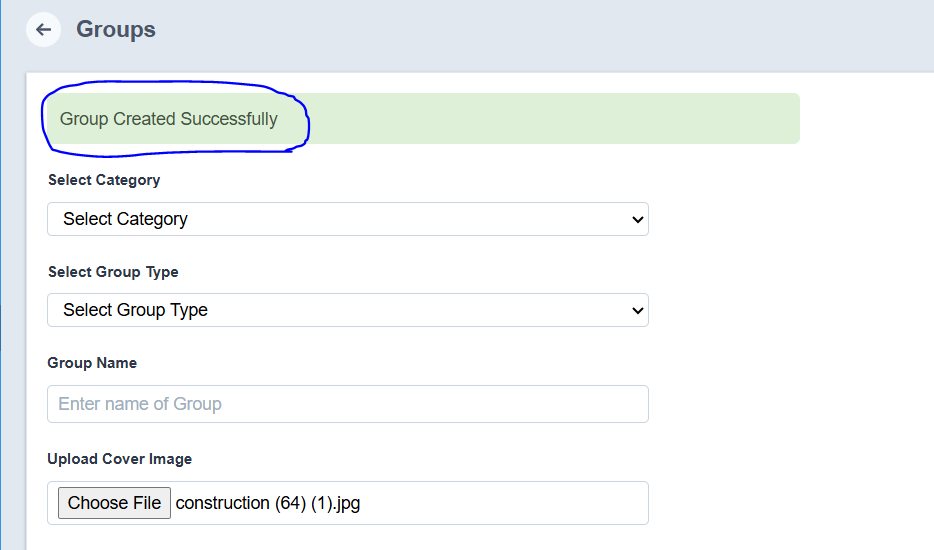 Groups
Group Created Successfully
Select Category
Select Category
Select Group Type
Select Group Type
Group Name
Enter name of Group
Upload Cover Image
Choose File construction (64) (1).jpg